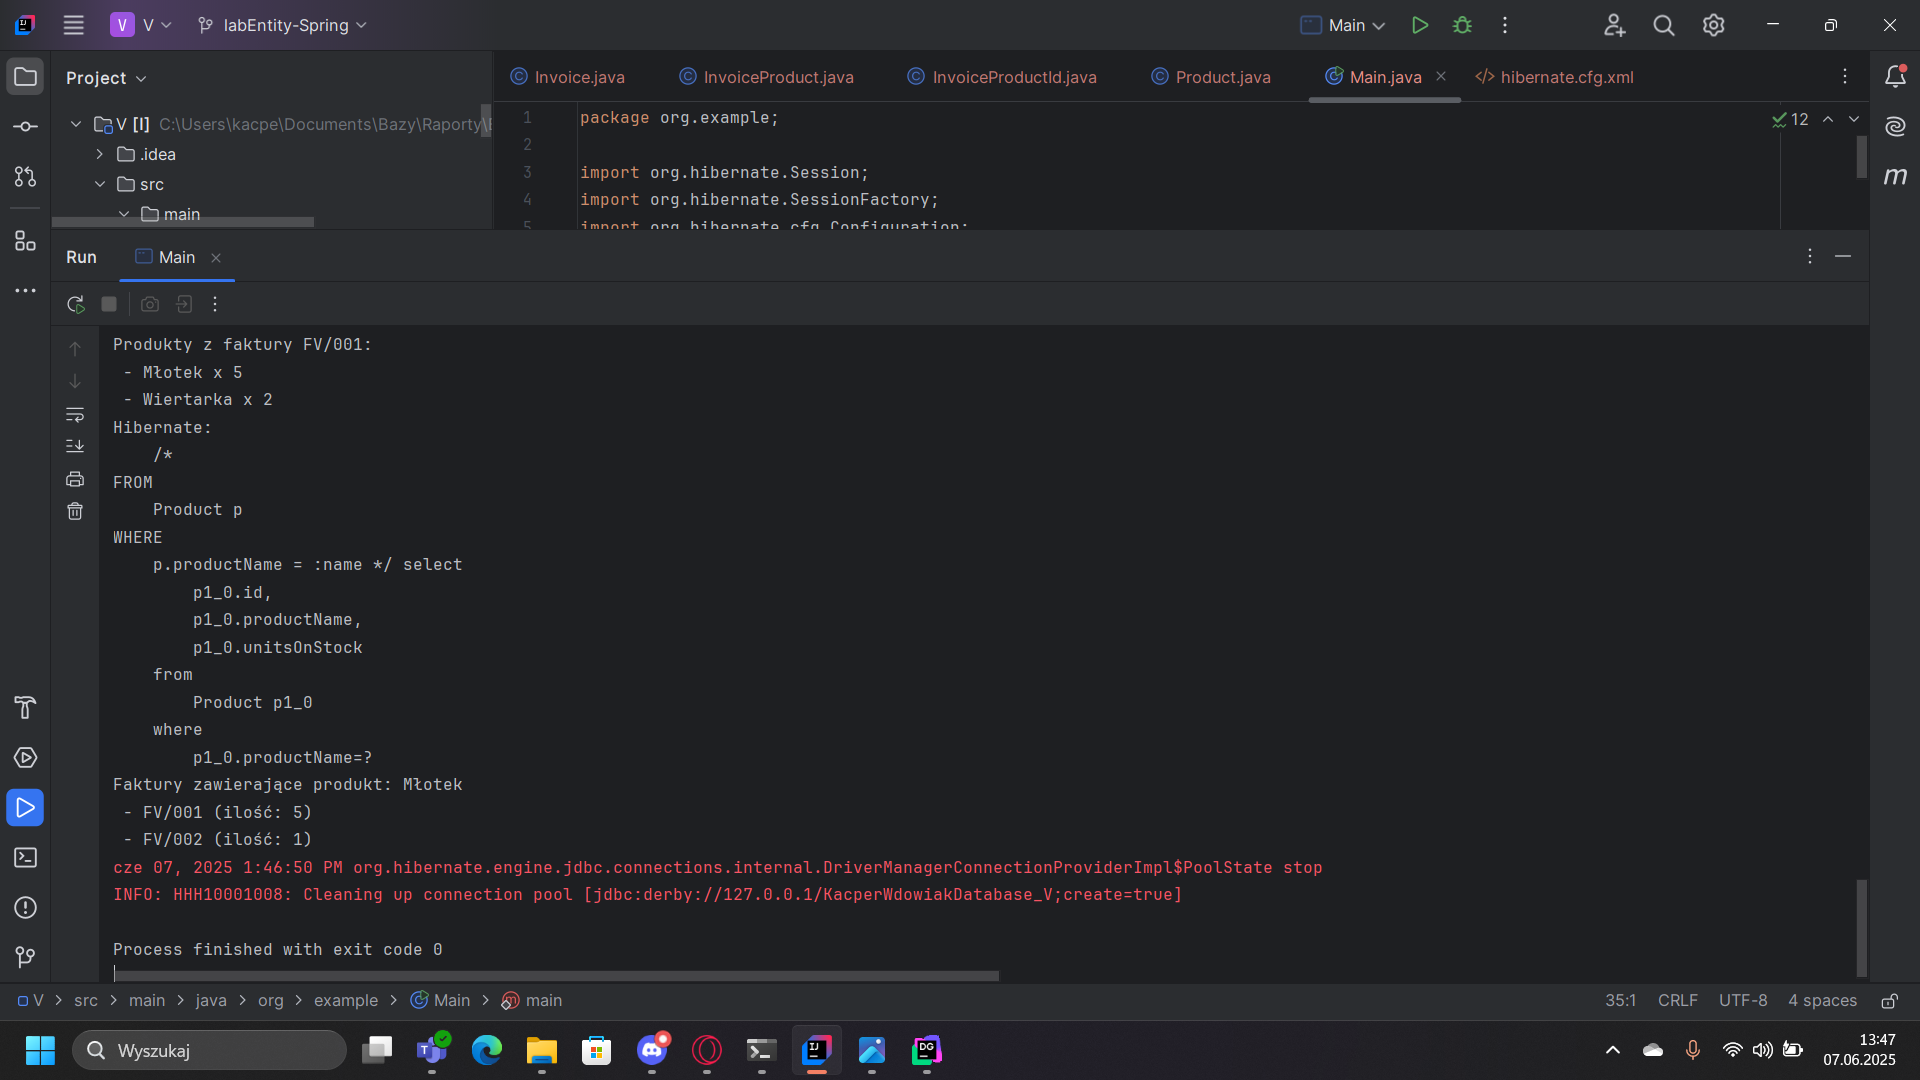 V
V
labEntity-Spring
Main
Project
V [I] C:\Users\kacpe\Documents\Bazy\Raporty\
.idea
src
main
Invoice.java
InvoiceProduct.java
InvoiceProductId.java
Product.java
Main.java
hibernate.cfg.xml
12
1 package org.example;
2
3 import org.hibernate.Session;
4 import org.hibernate.SessionFactory;
5 import org.hibernate.cfg.Configuration;
Run
Main
Produkty z faktury FV/001:
- Młotek x 5
- Wiertarka x 2
Hibernate:
/*
FROM
Product p
WHERE
p.productName = :name */ select
p1_0.id,
p1_0.productName,
p1_0.unitsOnStock
from
Product p1_0
where
p1_0.productName=?
Faktury zawierające produkt: Młotek
- FV/001 (ilość: 5)
- FV/002 (ilość: 1)
cze 07, 2025 1:46:50 PM org.hibernate.engine.jdbc.connections.internal.DriverManagerConnectionProviderImpl$PoolState stop
INFO: HHH10001008: Cleaning up connection pool [jdbc:derby://127.0.0.1/KacperWdowiakDatabase_V;create=true]
Process finished with exit code 0
V > src > main > java > org > example > Main > main
35:1 CRLF UTF-8 4 spaces
Wyszukaj
13:47
07.06.2025